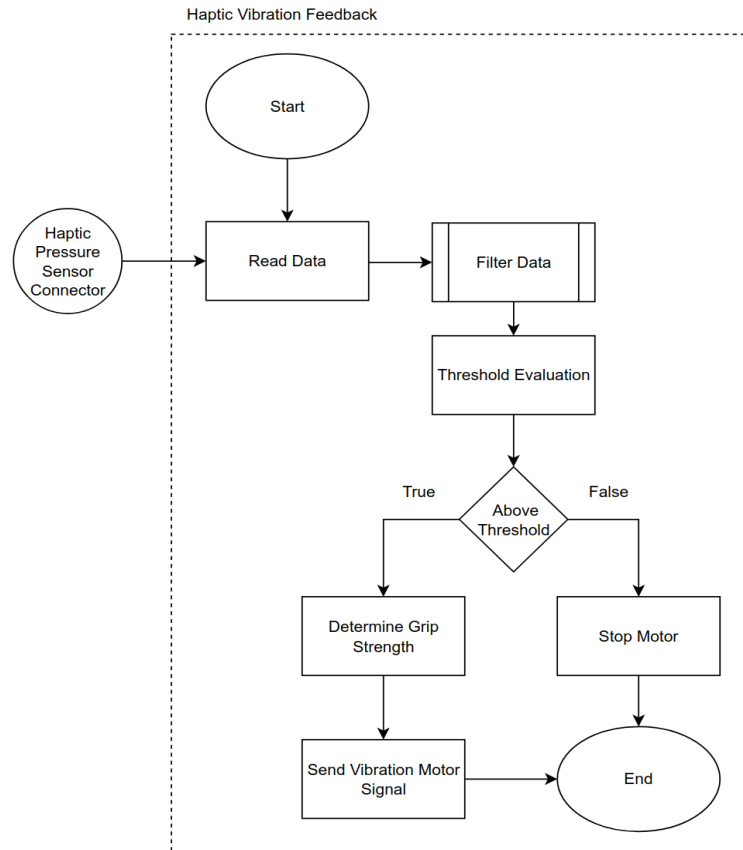 Haptic Vibration Feedback
Start
Haptic
Pressure
Sensor
Connector
Read Data
Filter Data
Threshold Evaluation
True
Above
Threshold
False
Determine Grip
Strength
Stop Motor
Send Vibration Motor
Signal
End